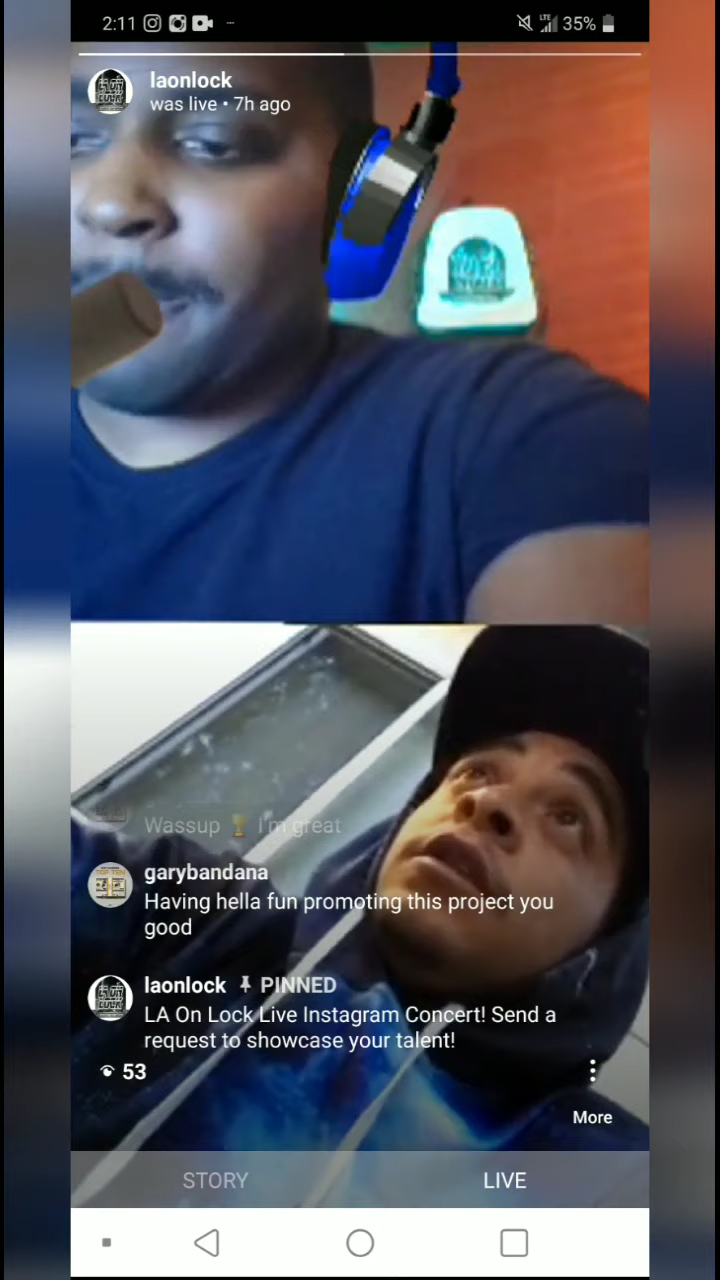 2:11
LTE
35%
laonlock
was live • 7h ago
Wassup 🏆 I'm great
garybandana
Having hella fun promoting this project you
good
laonlock PINNED
LA On Lock Live Instagram Concert! Send a
request to showcase your talent!
53
More
STORY
LIVE